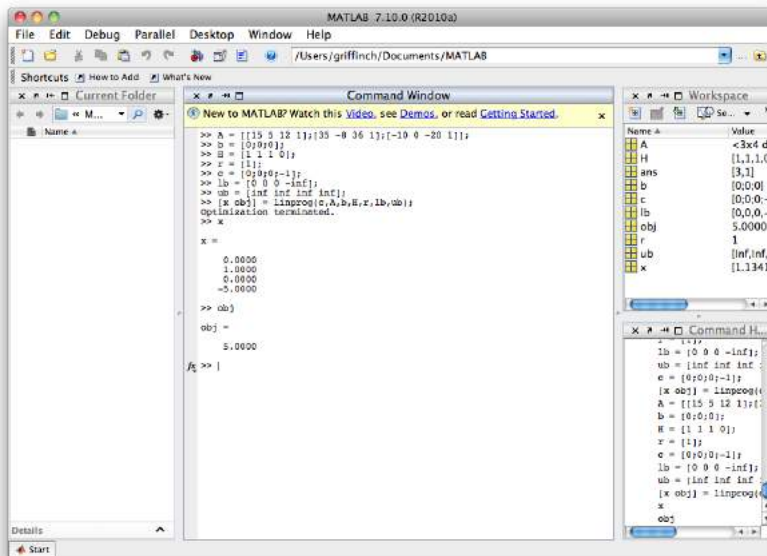 MATLAB 7.10.0 (R2010a)
File Edit Debug Parallel Desktop Window Help
/Users/griffinch/Documents/MATLAB
Shortcuts How to Add What's New
Current Folder
« M...
Name
Details
Start
Command Window
New to MATLAB? Watch this Video, see Demos, or read Getting Started.
>> A = [[15 5 12 1];[35 -8 36 1];[-10 0 -20 1]];
>> b = [0;0;0];
>> H = [1 1 1 0];
>> r = [1];
>> c = [0;0;0;-1];
>> lb = [0 0 0 -inf];
>> ub = [inf inf inf inf];
>> [x obj] = linprog(c,A,b,H,r,lb,ub);
Optimization terminated.
>> x
x =
0.0000
1.0000
0.0000
-5.0000
>> obj
obj =
5.0000
fx >>
Workspace
Se...
Name Value
A <3x4 d
H [1,1,1,0
ans [3,1]
b [0;0;0]
c [0;0;0;-
lb [0,0,0,-
obj 5.0000
r 1
ub [Inf,Inf,
x [1.134
Command H...
r = [1];
lb = [0 0 0 -inf];
ub = [inf inf inf
c = [0;0;0;-1];
[x obj] = linprog(c
A = [[15 5 12 1];[
b = [0;0;0];
H = [1 1 1 0];
r = [1];
c = [0;0;0;-1];
lb = [0 0 0 -inf];
ub = [inf inf inf
[x obj] = linprog(c
x
obj